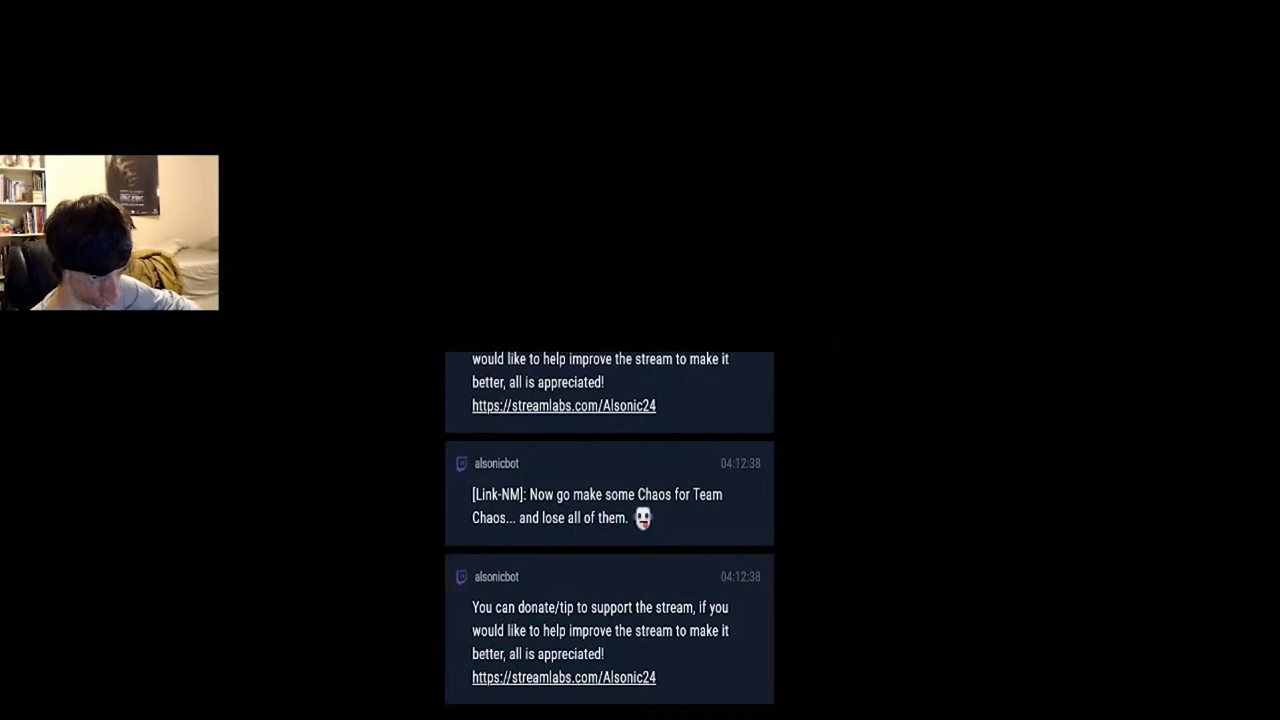 would like to help improve the stream to make it
better, all is appreciated!
https://streamlabs.com/Alsonic24
alsonicbot 04:12:38
[Link-NM]: Now go make some Chaos for Team
Chaos... and lose all of them.
alsonicbot 04:12:38
You can donate/tip to support the stream, if you
would like to help improve the stream to make it
better, all is appreciated!
https://streamlabs.com/Alsonic24